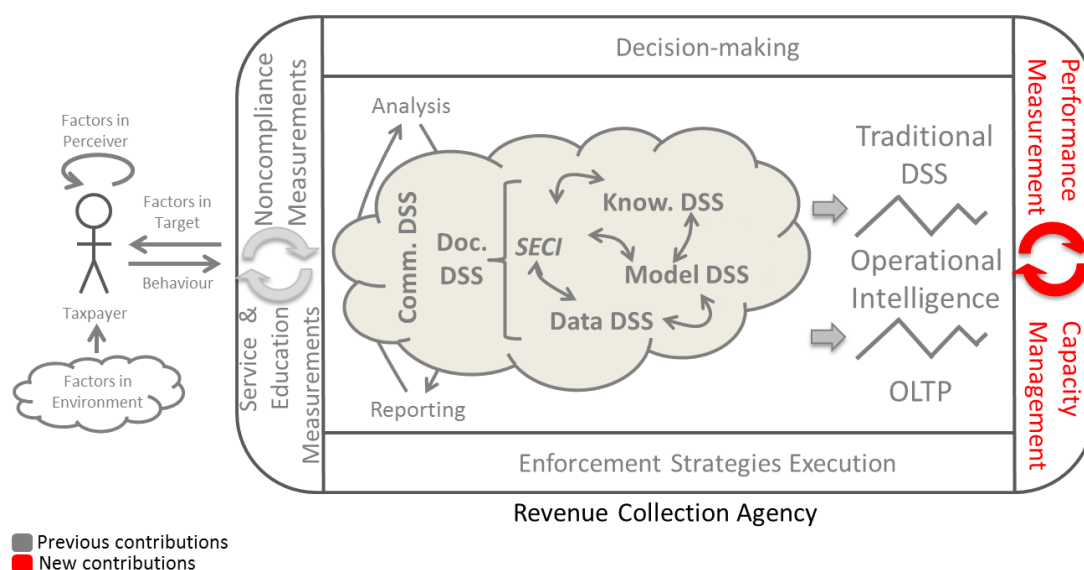 Decision-making
Factors in
Perceiver
Factors in
Target
Behaviour
Taxpayer
Factors in
Environment
Noncompliance
Measurements
Service &
Education
Measurements
Analysis
Comm. DSS
Doc.
DSS
SECI
Know. DSS
Model DSS
Data DSS
Reporting
Traditional
DSS
Operational
Intelligence
OLTP
Performance
Measurement
Capacity
Management
Enforcement Strategies Execution
Revenue Collection Agency
Previous contributions
New contributions